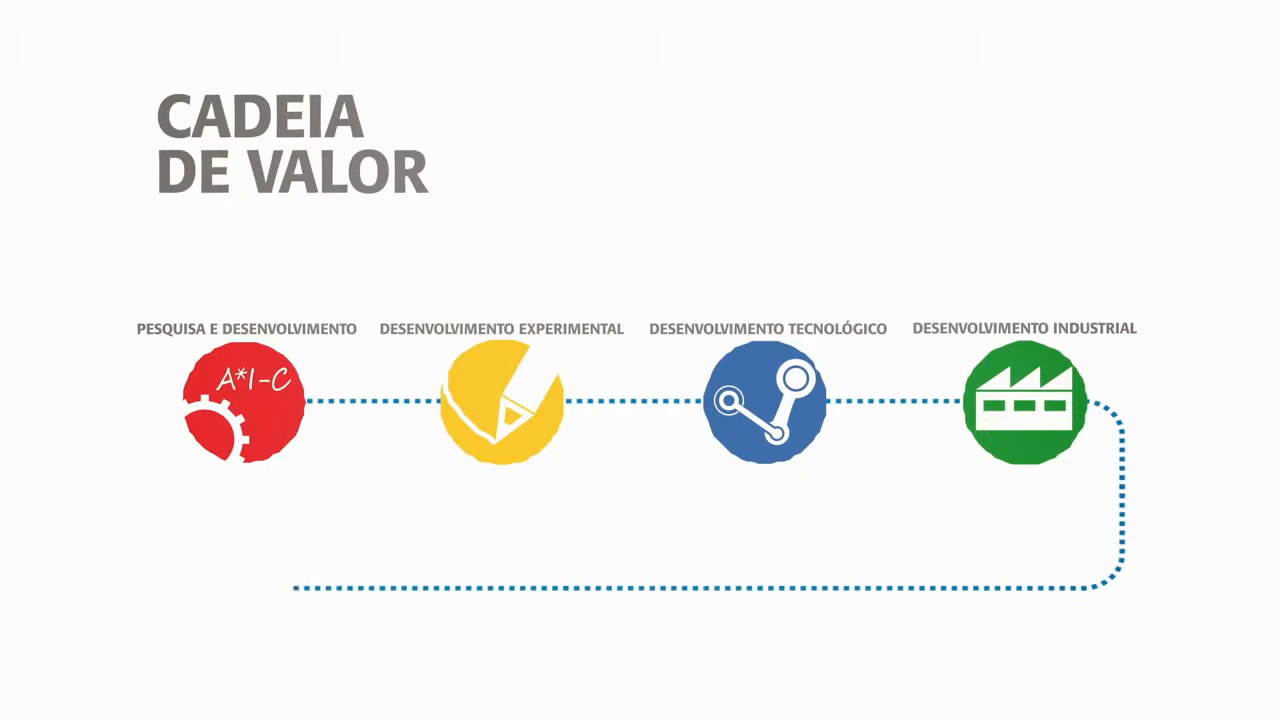 CADEIA
DE VALOR
PESQUISA E DESENVOLVIMENTO
DESENVOLVIMENTO EXPERIMENTAL
DESENVOLVIMENTO TECNOLÓGICO
DESENVOLVIMENTO INDUSTRIAL
A*I-C